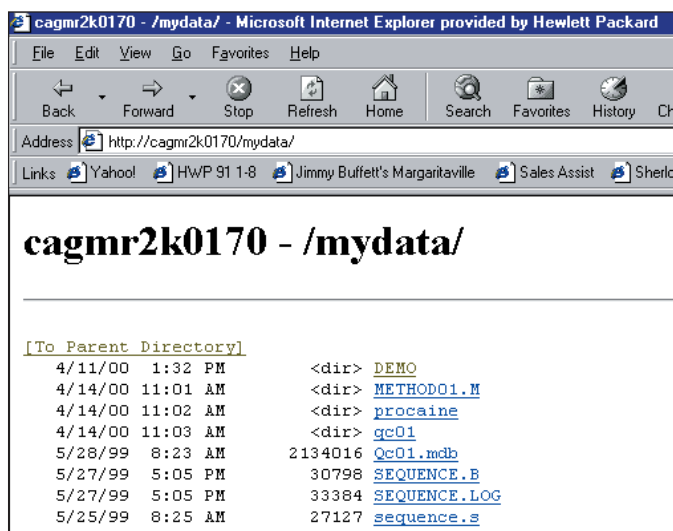 cagmr2k0170 - /mydata/ - Microsoft Internet Explorer provided by Hewlett Packard
File Edit View Go Favorites Help
Back Forward Stop Refresh Home Search Favorites History
Address http://cagmr2k0170/mydata/
Links Yahoo! HWP 91 1-8 Jimmy Buffett's Margaritaville Sales Assist
cagmr2k0170 - /mydata/
[To Parent Directory]
4/11/00 1:32 PM <dir> DEMO
4/14/00 11:01 AM <dir> METHOD01.M
4/14/00 11:02 AM <dir> procaine
4/14/00 11:03 AM <dir> qc01
5/28/99 8:23 AM 2134016 Qc01.mdb
5/27/99 5:05 PM 30798 SEQUENCE.B
5/27/99 5:05 PM 33384 SEQUENCE.LOG
5/25/99 8:25 AM 27127 sequence.s